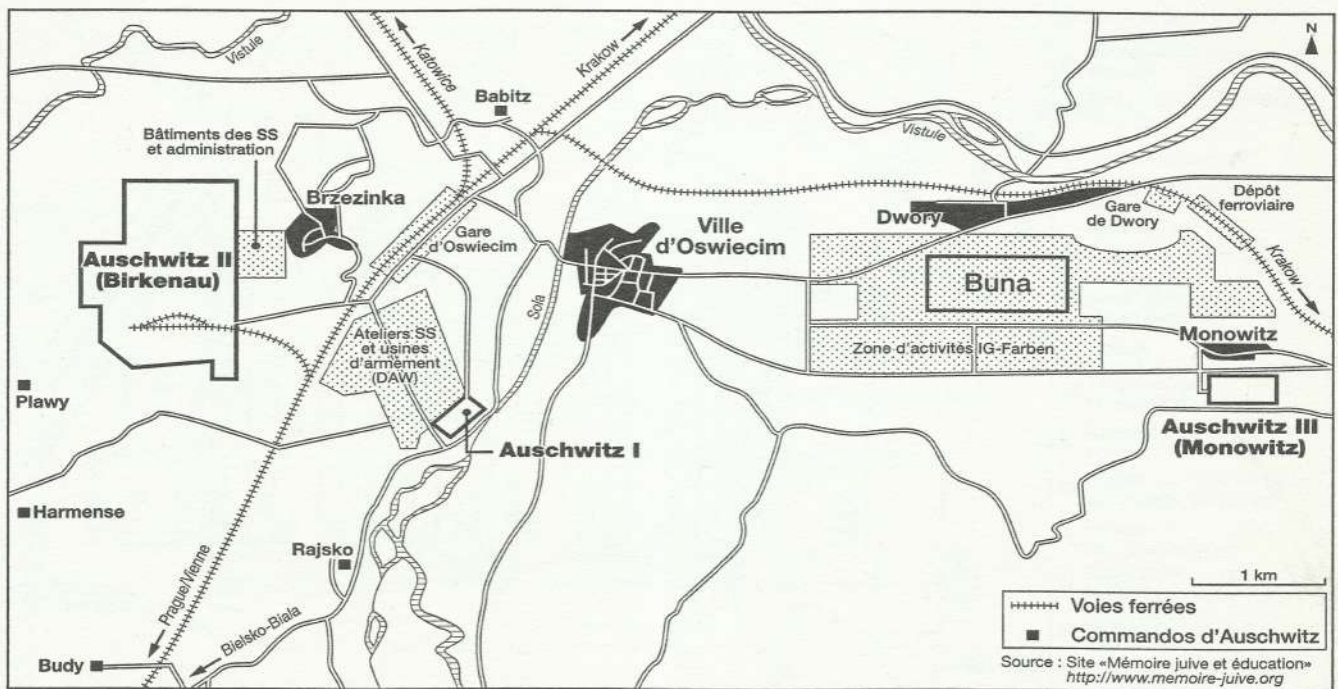 Vistule
Katowice
Krakow
N
Babitz
Bâtiments des SS
et administration
Vistule
Brzezinka
Gare
d'Oswiecim
Auschwitz II
(Birkenau)
Ville
d'Oswiecim
Dwory
Gare
de Dwory
Dépôt
ferroviaire
Krakow
Buna
Sola
Ateliers SS
et usines
d'armement
(DAW)
Zone d'activités IG-Farben
Monowitz
Plawy
Auschwitz I
Auschwitz III
(Monowitz)
Harmense
Rajsko
Prague/Vienne
Bielsko-Biala
Budy
1 km
Voies ferrées
Commandos d'Auschwitz
Source : Site «Mémoire juive et éducation»
http://www.memoire-juive.org